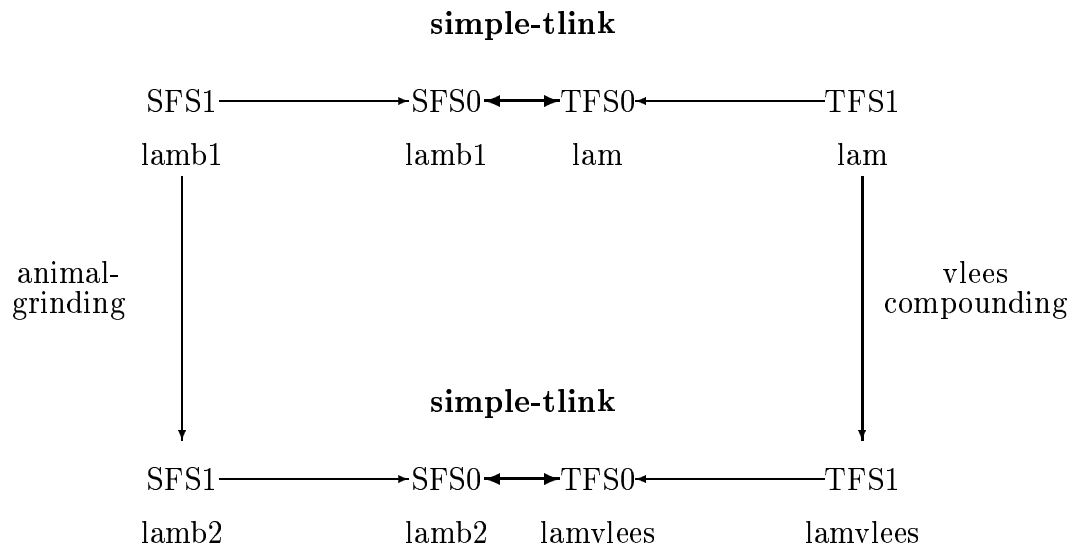 simple-tlink
SFS1 SFS0 TFS0 TFS1
lamb1 lamb1 lam lam
animal-
grinding
vlees
compounding
simple-tlink
SFS1 SFS0 TFS0 TFS1
lamb2 lamb2 lamvlees lamvlees